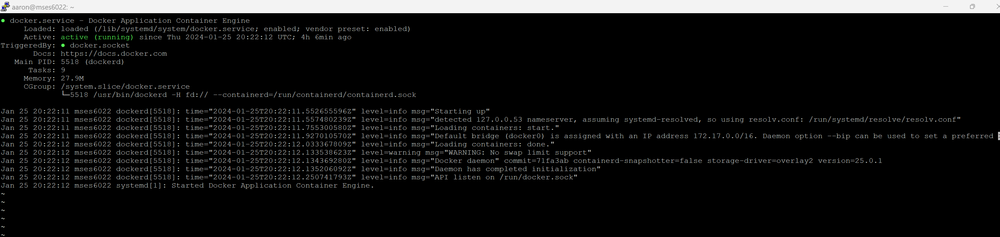 aaron@mses6022: ~
● docker.service - Docker Application Container Engine
     Loaded: loaded (/lib/systemd/system/docker.service; enabled; vendor preset: enabled)
     Active: active (running) since Thu 2024-01-25 20:22:12 UTC; 4h 6min ago
TriggeredBy: ● docker.socket
       Docs: https://docs.docker.com
   Main PID: 5518 (dockerd)
      Tasks: 9
     Memory: 27.9M
     CGroup: /system.slice/docker.service
             └─5518 /usr/bin/dockerd -H fd:// --containerd=/run/containerd/containerd.sock
Jan 25 20:22:11 mses6022 dockerd[5518]: time="2024-01-25T20:22:11.552655596Z" level=info msg="Starting up"
Jan 25 20:22:11 mses6022 dockerd[5518]: time="2024-01-25T20:22:11.557480239Z" level=info msg="detected 127.0.0.53 nameserver, assuming systemd-resolved, so using resolv.conf: /run/systemd/resolve/resolv.conf"
Jan 25 20:22:11 mses6022 dockerd[5518]: time="2024-01-25T20:22:11.755300580Z" level=info msg="Loading containers: start."
Jan 25 20:22:11 mses6022 dockerd[5518]: time="2024-01-25T20:22:11.927010570Z" level=info msg="Default bridge (docker0) is assigned with an IP address 172.17.0.0/16. Daemon option --bip can be used to set a preferred >
Jan 25 20:22:12 mses6022 dockerd[5518]: time="2024-01-25T20:22:12.033367809Z" level=info msg="Loading containers: done."
Jan 25 20:22:12 mses6022 dockerd[5518]: time="2024-01-25T20:22:12.133538623Z" level=warning msg="WARNING: No swap limit support"
Jan 25 20:22:12 mses6022 dockerd[5518]: time="2024-01-25T20:22:12.134369280Z" level=info msg="Docker daemon" commit=71fa3ab containerd-snapshotter=false storage-driver=overlay2 version=25.0.1
Jan 25 20:22:12 mses6022 dockerd[5518]: time="2024-01-25T20:22:12.135206092Z" level=info msg="Daemon has completed initialization"
Jan 25 20:22:12 mses6022 dockerd[5518]: time="2024-01-25T20:22:12.250741793Z" level=info msg="API listen on /run/docker.sock"
Jan 25 20:22:12 mses6022 systemd[1]: Started Docker Application Container Engine.
~
~
~
~
~
~